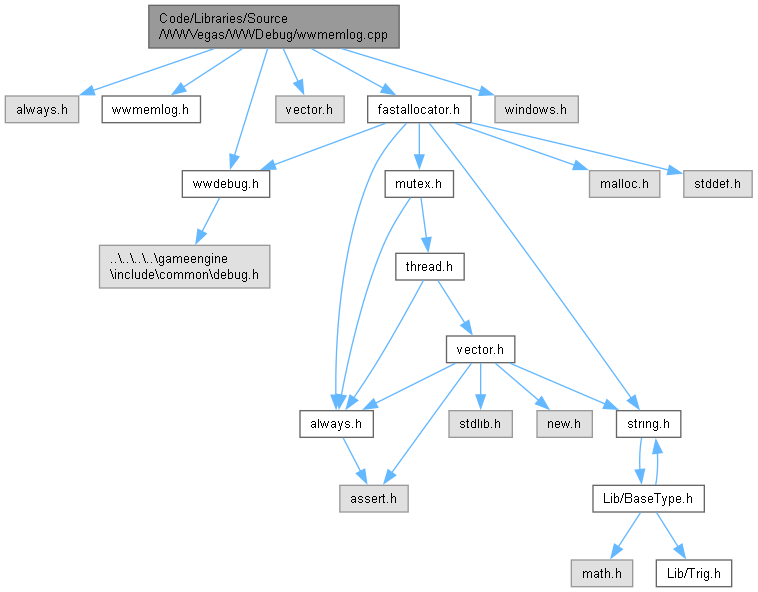 Code/Libraries/Source
/WWVegas/WWDebug/wwmemlog.cpp
always.h
wwmemlog.h
vector.h
fastallocator.h
windows.h
wwdebug.h
mutex.h
malloc.h
stddef.h
..\..\..\..\gameengine
\include\common\debug.h
thread.h
vector.h
always.h
stdlib.h
new.h
string.h
assert.h
Lib/BaseType.h
math.h
Lib/Trig.h